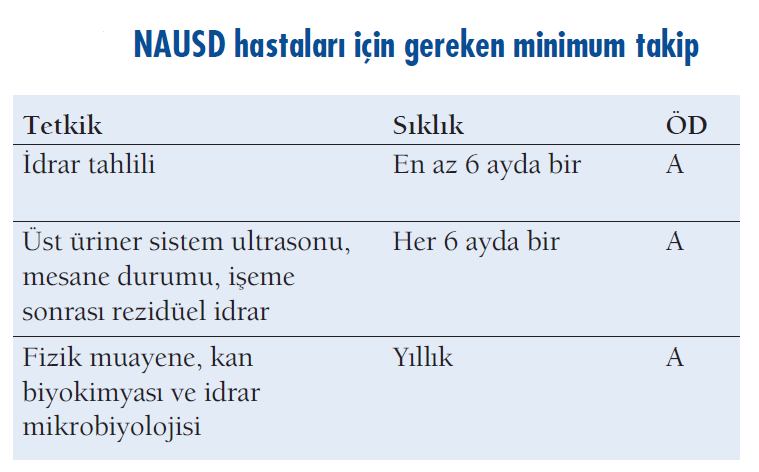 NAUSD hastaları için gereken minimum takip
Tetkik Sıklık ÖD
İdrar tahlili En az 6 ayda bir A
Üst üriner sistem ultrasonu, Her 6 ayda bir A
mesane durumu, işeme
sonrası rezidüel idrar
Fizik muayene, kan Yıllık A
biyokimyası ve idrar
mikrobiyolojisi